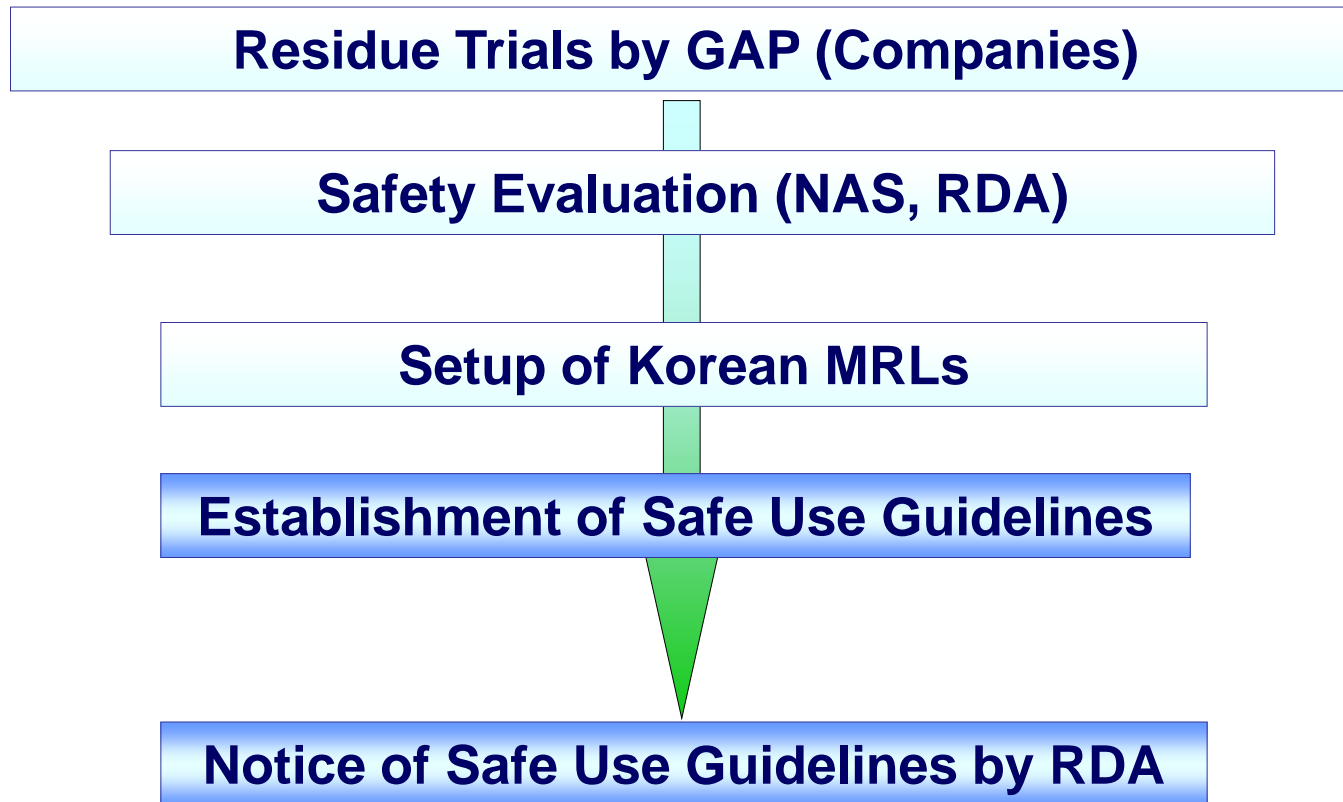 Residue Trials by GAP (Companies)
Safety Evaluation (NAS, RDA)
Setup of Korean MRLs
Establishment of Safe Use Guidelines
Notice of Safe Use Guidelines by RDA